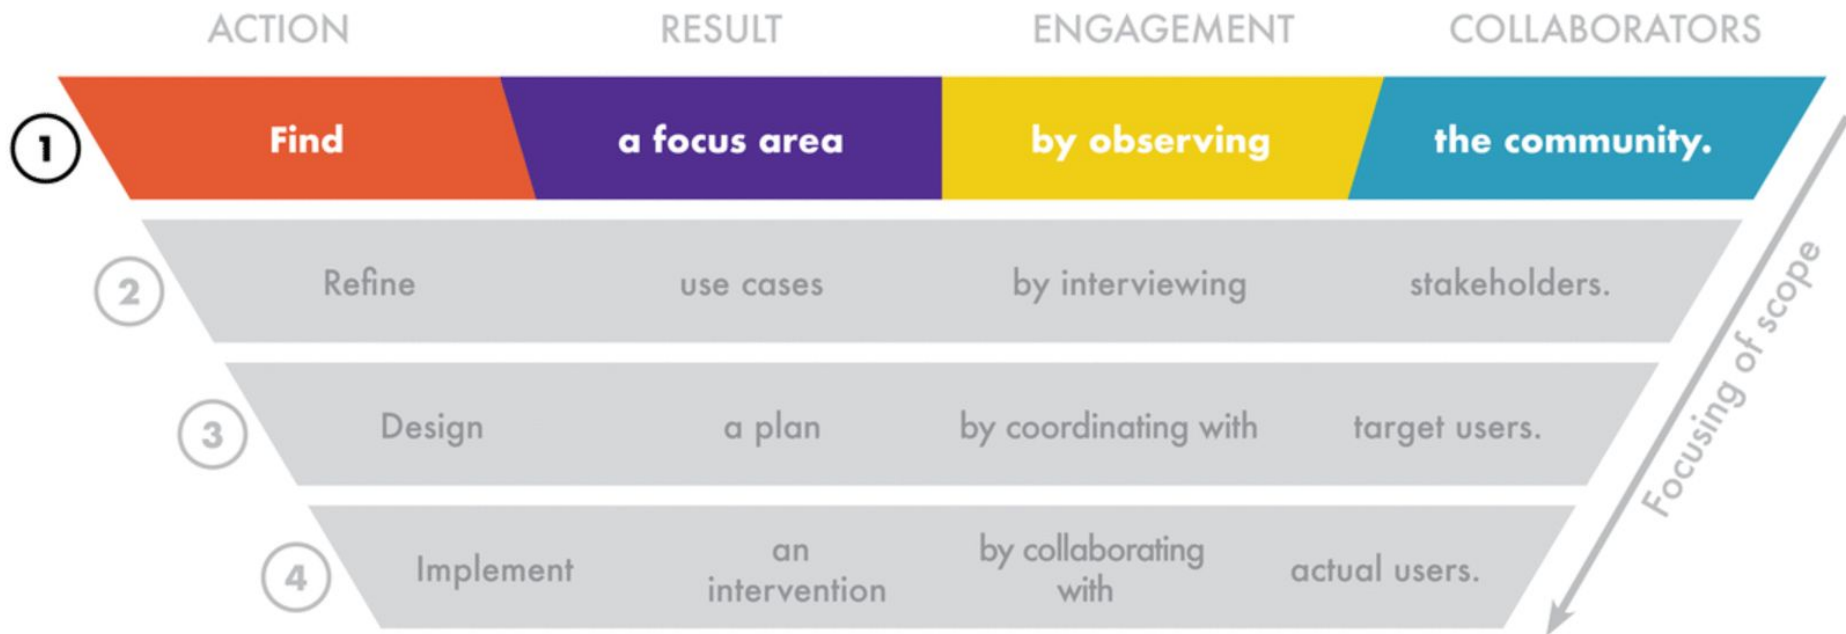 ACTION RESULT ENGAGEMENT COLLABORATORS
1 Find a focus area by observing the community.
2 Refine use cases by interviewing stakeholders.
3 Design a plan by coordinating with target users.
4 Implement an intervention by collaborating with actual users.
Focusing of scope